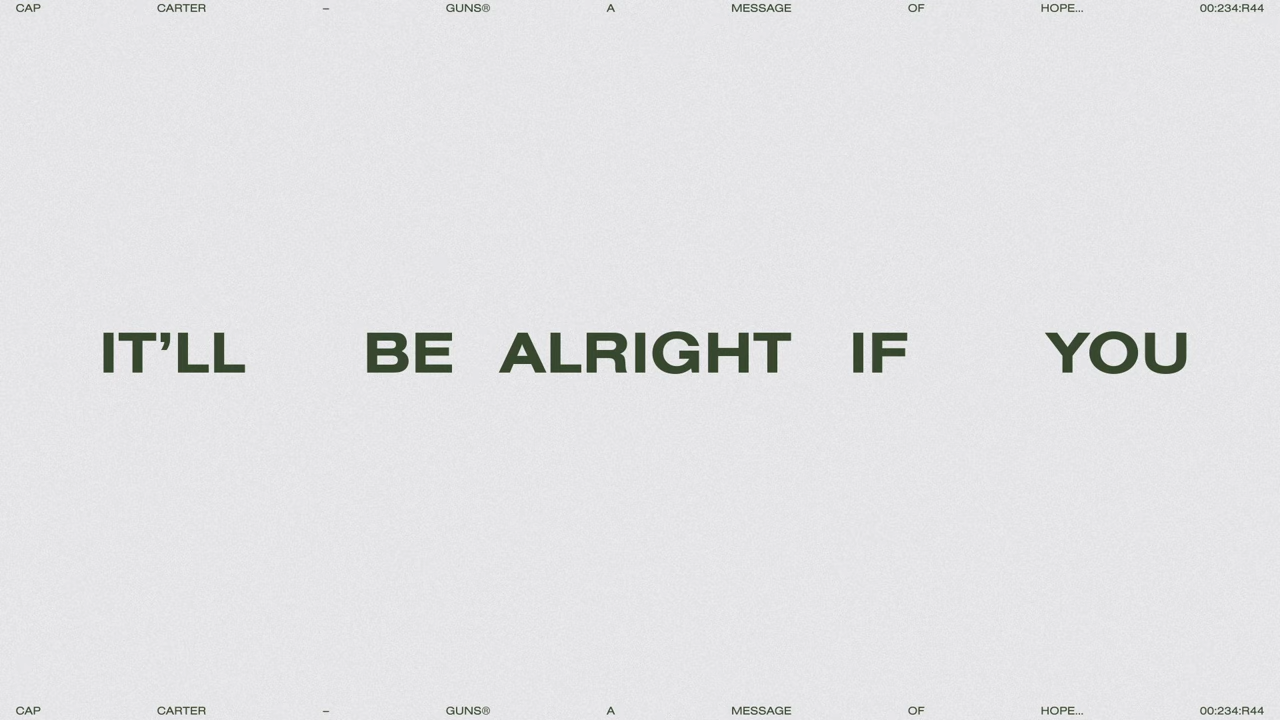 CAP CARTER – GUNS® A MESSAGE OF HOPE... 00:234:R44
IT’LL BE ALRIGHT IF YOU
CAP CARTER – GUNS® A MESSAGE OF HOPE... 00:234:R44